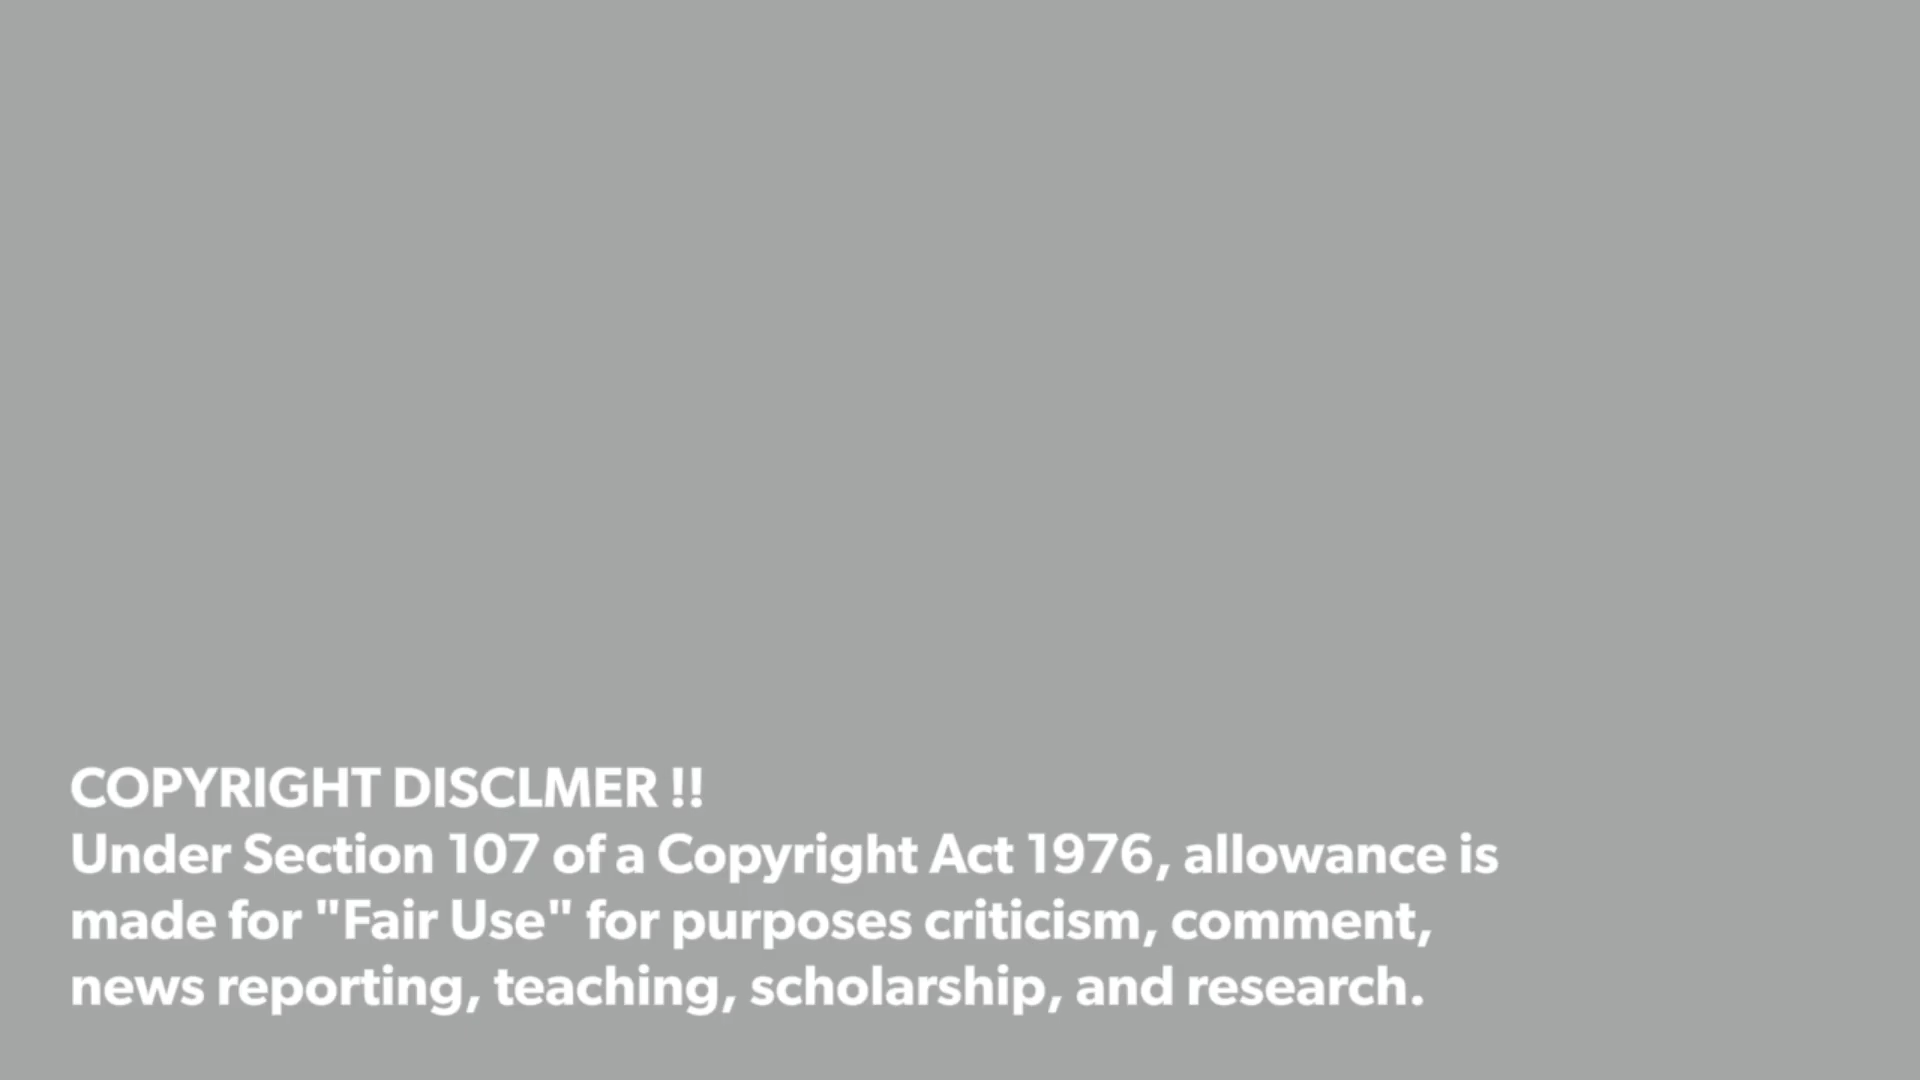 COPYRIGHT DISCLMER !!
Under Section 107 of a Copyright Act 1976, allowance is
made for "Fair Use" for purposes criticism, comment,
news reporting, teaching, scholarship, and research.